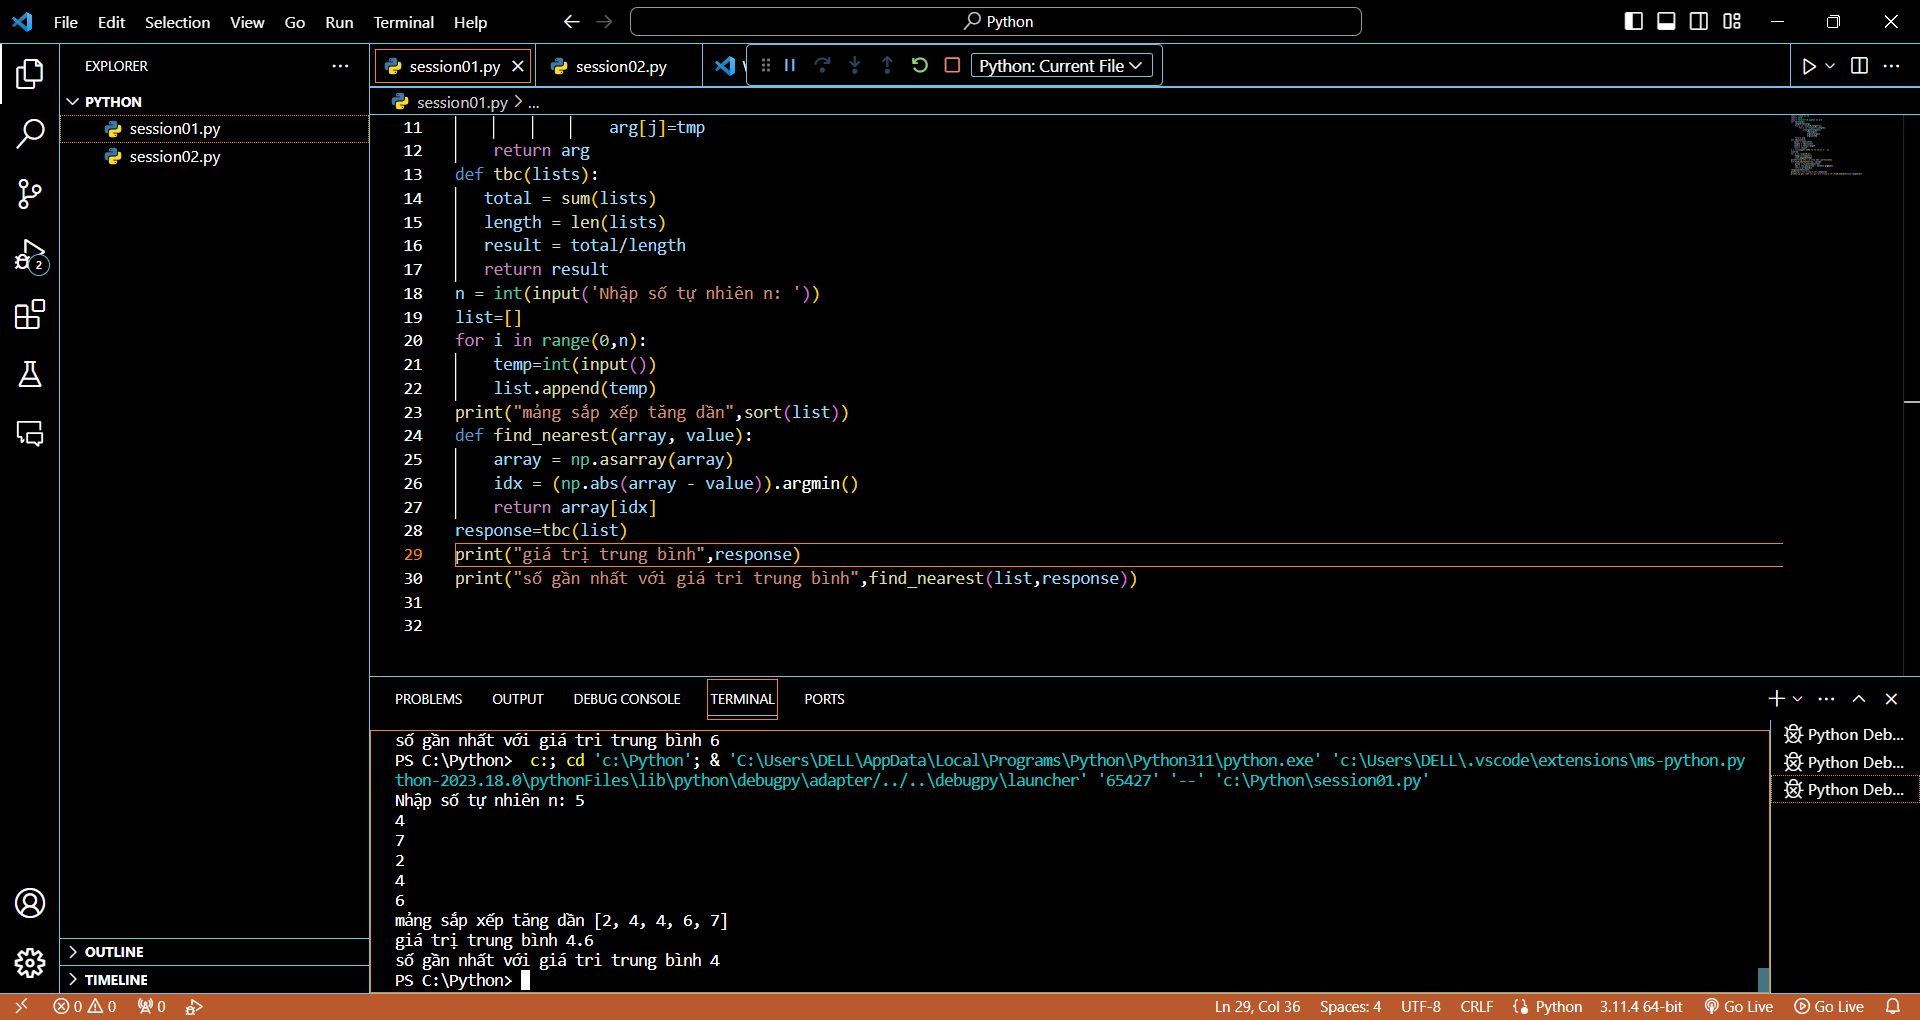 File Edit Selection View Go Run Terminal Help
Python
EXPLORER
PYTHON
session01.py
session02.py
session01.py
session02.py
Python: Current File
session01.py > ...
11 arg[j]=tmp
12 return arg
13 def tbc(lists):
14 total = sum(lists)
15 length = len(lists)
16 result = total/length
17 return result
18 n = int(input('Nhập số tự nhiên n: '))
19 list=[]
20 for i in range(0,n):
21 temp=int(input())
22 list.append(temp)
23 print("mảng sắp xếp tăng dần",sort(list))
24 def find_nearest(array, value):
25 array = np.asarray(array)
26 idx = (np.abs(array - value)).argmin()
27 return array[idx]
28 response=tbc(list)
29 print("giá trị trung bình",response)
30 print("số gần nhất với giá tri trung bình",find_nearest(list,response))
31
32
PROBLEMS OUTPUT DEBUG CONSOLE TERMINAL PORTS
số gần nhất với giá tri trung bình 6
PS C:\Python> c:; cd 'c:\Python'; & 'C:\Users\DELL\AppData\Local\Programs\Python\Python311\python.exe' 'c:\Users\DELL\.vscode\extensions\ms-python.py
thon-2023.18.0\pythonFiles\lib\python\debugpy\adapter/../..\debugpy\launcher' '65427' '--' 'c:\Python\session01.py'
Nhập số tự nhiên n: 5
4
7
2
4
6
mảng sắp xếp tăng dần [2, 4, 4, 6, 7]
giá trị trung bình 4.6
số gần nhất với giá tri trung bình 4
PS C:\Python>
Python Deb...
Python Deb...
Python Deb...
2
OUTLINE
TIMELINE
0 0 0
Ln 29, Col 36 Spaces: 4 UTF-8 CRLF Python 3.11.4 64-bit Go Live Go Live